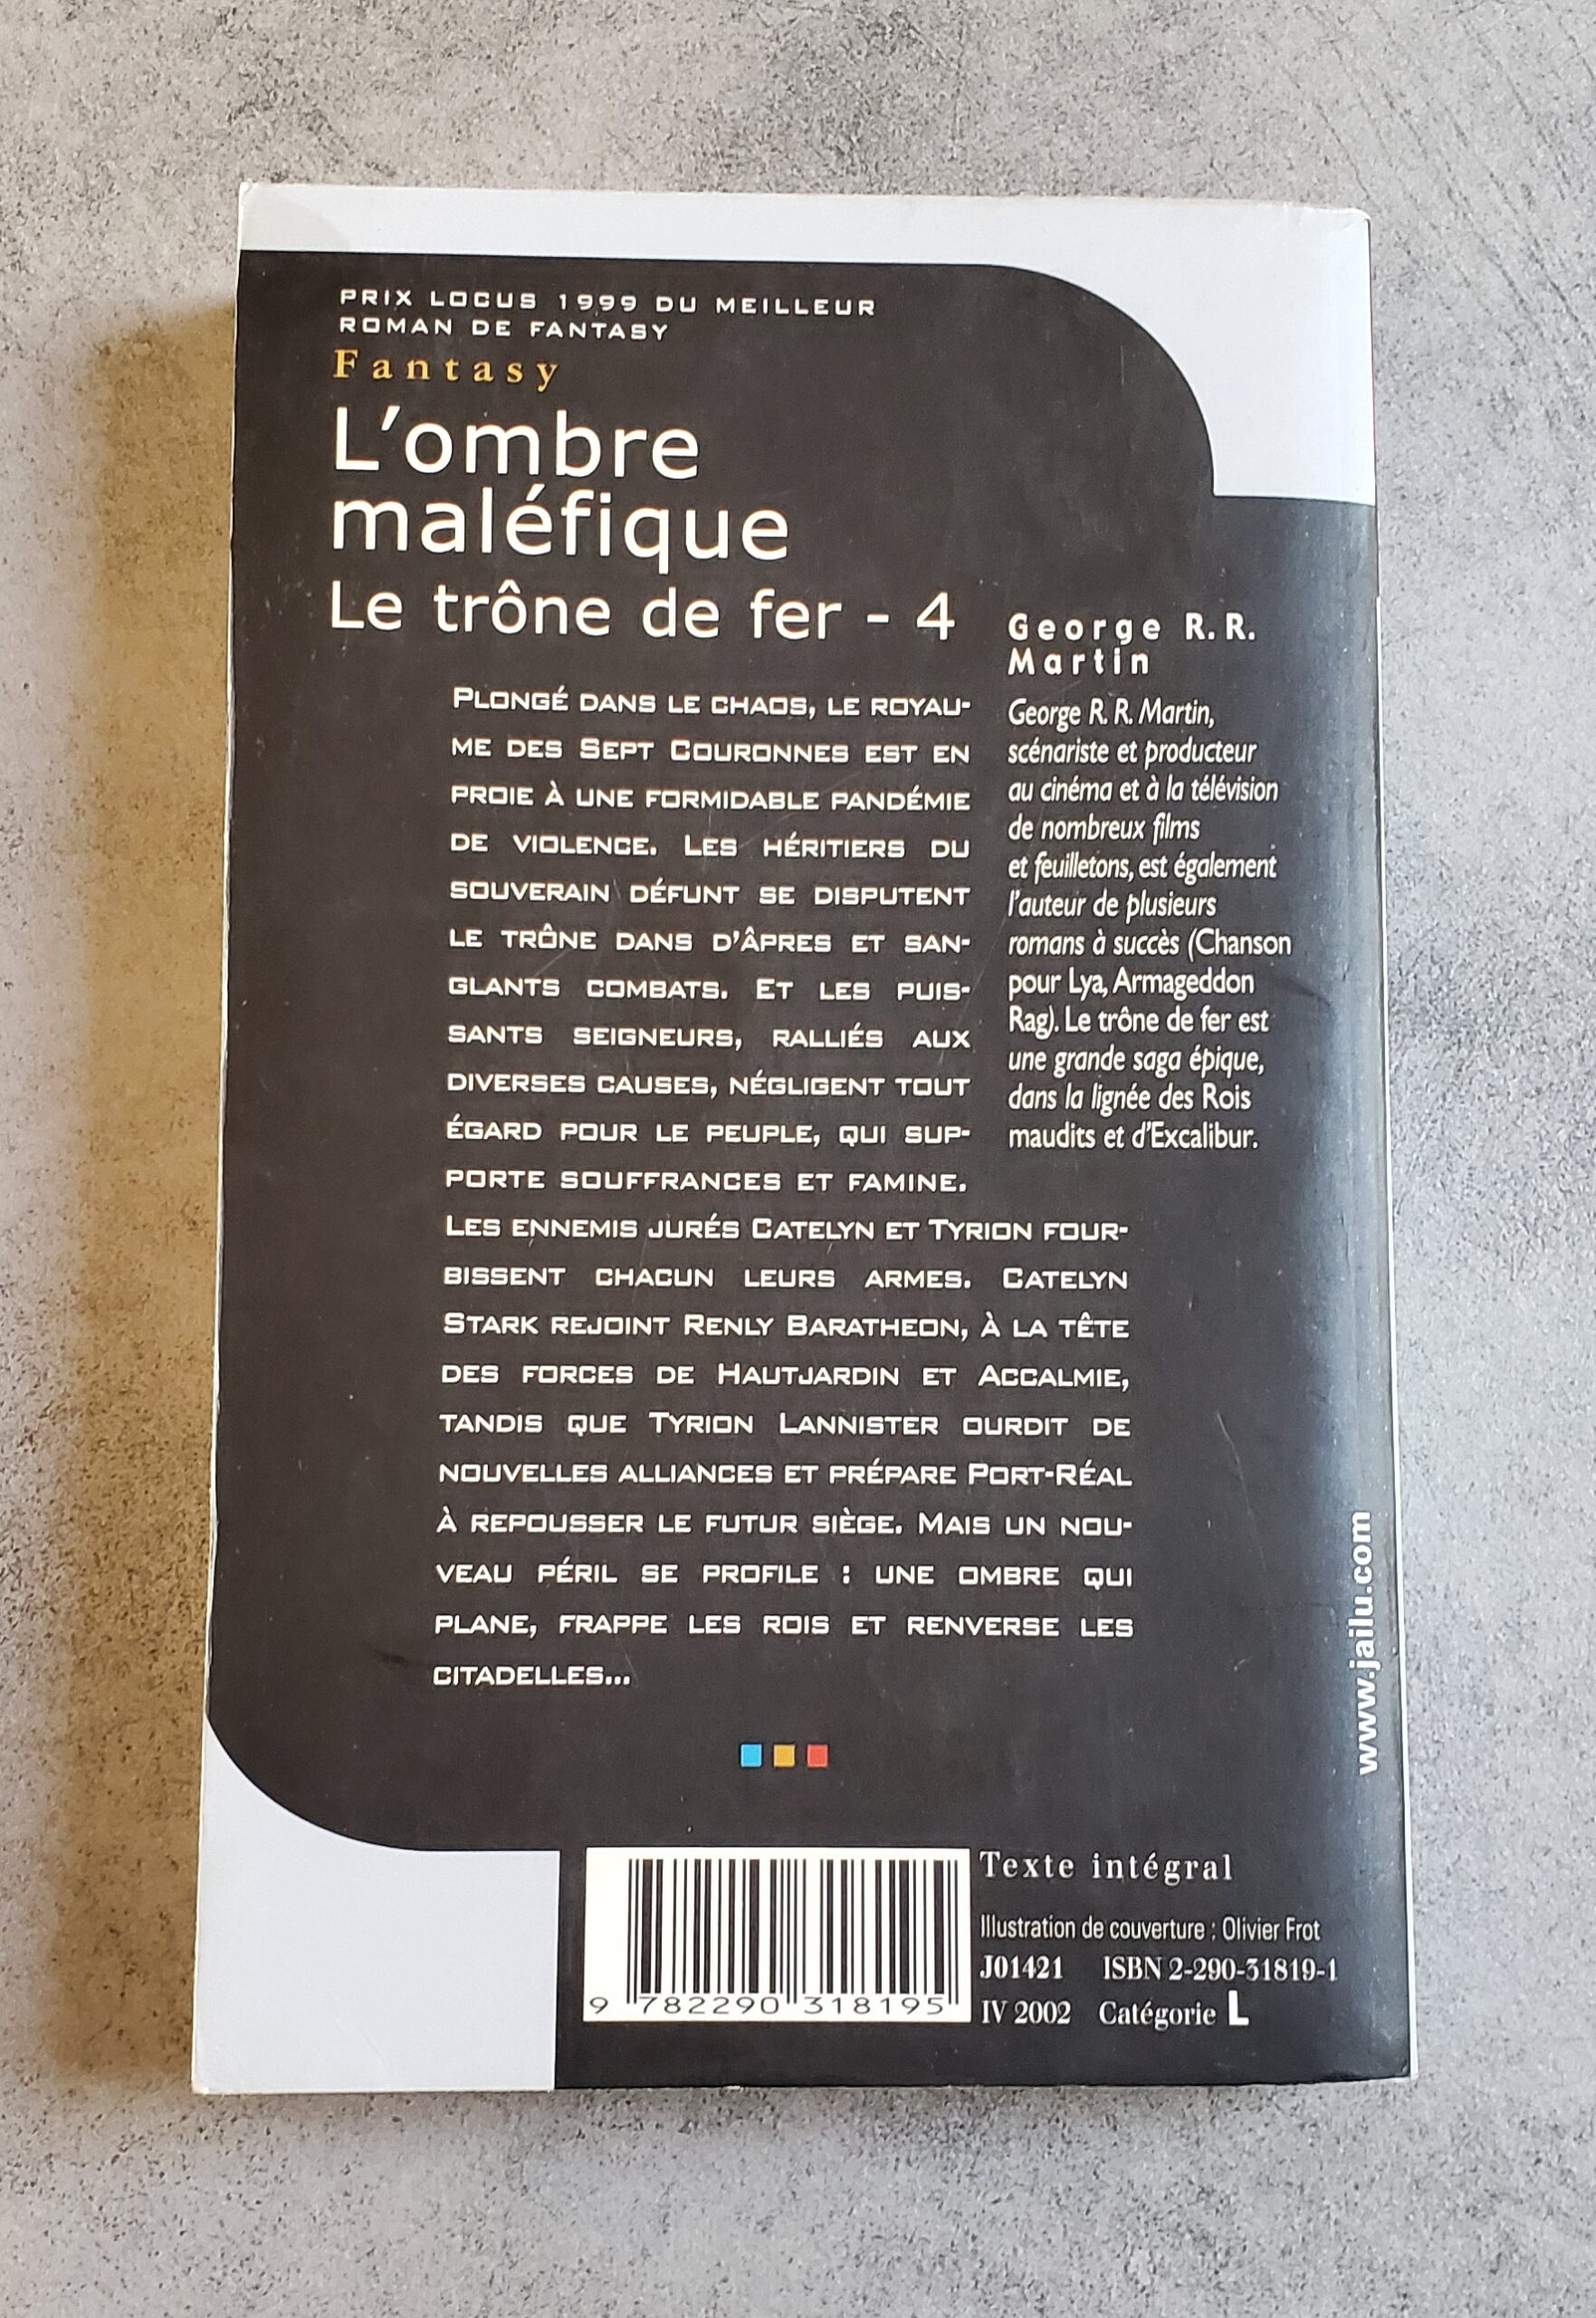 PRIX LOCUS 1999 DU MEILLEUR
ROMAN DE FANTASY
Fantasy
L'ombre
maléfique
Le trône de fer - 4
PLONGÉ DANS LE CHAOS, LE ROYAU-
ME DES SEPT COURONNES EST EN
PROIE À UNE FORMIDABLE PANDÉMIE
DE VIOLENCE. LES HÉRITIERS DU
SOUVERAIN DÉFUNT SE DISPUTENT
LE TRÔNE DANS D'ÂPRES ET SAN-
GLANTS COMBATS. ET LES PUIS-
SANTS SEIGNEURS, RALLIÉS AUX
DIVERSES CAUSES, NÉGLIGENT TOUT
ÉGARD POUR LE PEUPLE, QUI SUP-
PORTE SOUFFRANCES ET FAMINE.
LES ENNEMIS JURÉS CATELYN ET TYRION FOUR-
BISSENT CHACUN LEURS ARMES. CATELYN
STARK REJOINT RENLY BARATHEON, À LA TÊTE
DES FORCES DE HAUTJARDIN ET ACCALMIE,
TANDIS QUE TYRION LANNISTER OURDIT DE
NOUVELLES ALLIANCES ET PRÉPARE PORT-RÉAL
À REPOUSSER LE FUTUR SIÈGE. MAIS UN NOU-
VEAU PÉRIL SE PROFILE : UNE OMBRE QUI
PLANE, FRAPPE LES ROIS ET RENVERSE LES
CITADELLES...
George R. R.
Martin
George R. R. Martin,
scénariste et producteur
au cinéma et à la télévision
de nombreux films
et feuilletons, est également
l'auteur de plusieurs
romans à succès (Chanson
pour Lya, Armageddon
Rag). Le trône de fer est
une grande saga épique,
dans la lignée des Rois
maudits et d'Excalibur.
www.jailu.com
9 782290 318195
Texte intégral
Illustration de couverture : Olivier Frot
J01421 ISBN 2-290-31819-1
IV 2002 Catégorie L